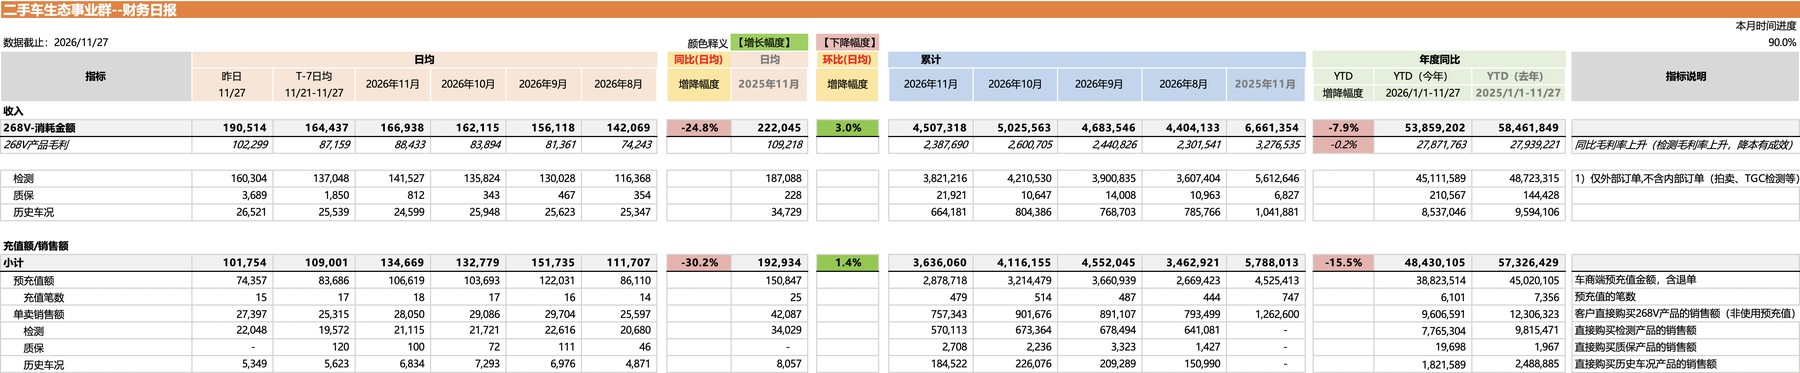 二手车生态事业群--财务日报
本月时间进度
数据截止：2026/11/27 颜色释义 【增长幅度】 【下降幅度】 90.0%
指标 日均 同比(日均) 日均 环比(日均) 累计 年度同比 指标说明
昨日 T-7日均 2026年11月 2026年10月 2026年9月 2026年8月 增降幅度 2025年11月 增降幅度 2026年11月 2026年10月 2026年9月 2026年8月 2025年11月 YTD YTD（今年） YTD（去年）
11/27 11/21-11/27 增降幅度 2026/1/1-11/27 2025/1/1-11/27
收入
268V-消耗金额 190,514 164,437 166,938 162,115 156,118 142,069 -24.8% 222,045 3.0% 4,507,318 5,025,563 4,683,546 4,404,133 6,661,354 -7.9% 53,859,202 58,461,849
268V产品毛利 102,299 87,159 88,433 83,894 81,361 74,243 109,218 2,387,690 2,600,705 2,440,826 2,301,541 3,276,535 -0.2% 27,871,763 27,939,221 同比毛利率上升（检测毛利率上升，降本有成效）
检测 160,304 137,048 141,527 135,824 130,028 116,368 187,088 3,821,216 4,210,530 3,900,835 3,607,404 5,612,646 45,111,589 48,723,315 1）仅外部订单,不含内部订单（拍卖、TGC检测等）
质保 3,689 1,850 812 343 467 354 228 21,921 10,647 14,008 10,963 6,827 210,567 144,428
历史车况 26,521 25,539 24,599 25,948 25,623 25,347 34,729 664,181 804,386 768,703 785,766 1,041,881 8,537,046 9,594,106
充值额/销售额
小计 101,754 109,001 134,669 132,779 151,735 111,707 -30.2% 192,934 1.4% 3,636,060 4,116,155 4,552,045 3,462,921 5,788,013 -15.5% 48,430,105 57,326,429
预充值额 74,357 83,686 106,619 103,693 122,031 86,110 150,847 2,878,718 3,214,479 3,660,939 2,669,423 4,525,413 38,823,514 45,020,105 车商端预充值金额，含退单
充值笔数 15 17 18 17 16 14 25 479 514 487 444 747 6,101 7,356 预充值的笔数
单卖销售额 27,397 25,315 28,050 29,086 29,704 25,597 42,087 757,343 901,676 891,107 793,499 1,262,600 9,606,591 12,306,323 客户直接购买268V产品的销售额（非使用预充值）
检测 22,048 19,572 21,115 21,721 22,616 20,680 34,029 570,113 673,364 678,494 641,081 - 7,765,304 9,815,471 直接购买检测产品的销售额
质保 - 120 100 72 111 46 - 2,708 2,236 3,323 1,427 - 19,698 1,967 直接购买质保产品的销售额
历史车况 5,349 5,623 6,834 7,293 6,976 4,871 8,057 184,522 226,076 209,289 150,990 - 1,821,589 2,488,885 直接购买历史车况产品的销售额